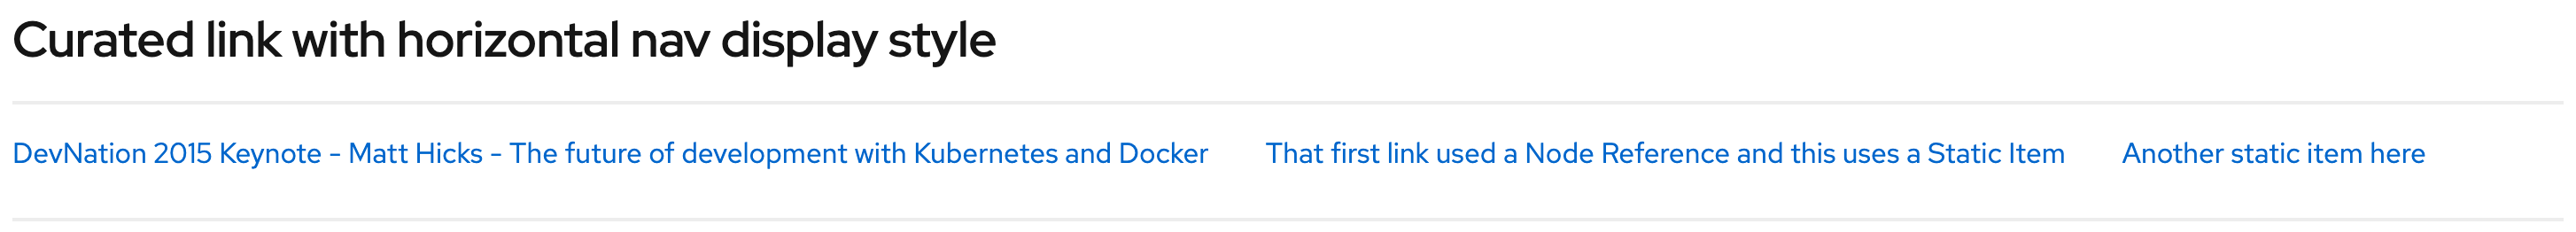 Curated link with horizontal nav display style
DevNation 2015 Keynote - Matt Hicks - The future of development with Kubernetes and Docker That first link used a Node Reference and this uses a Static Item Another static item here